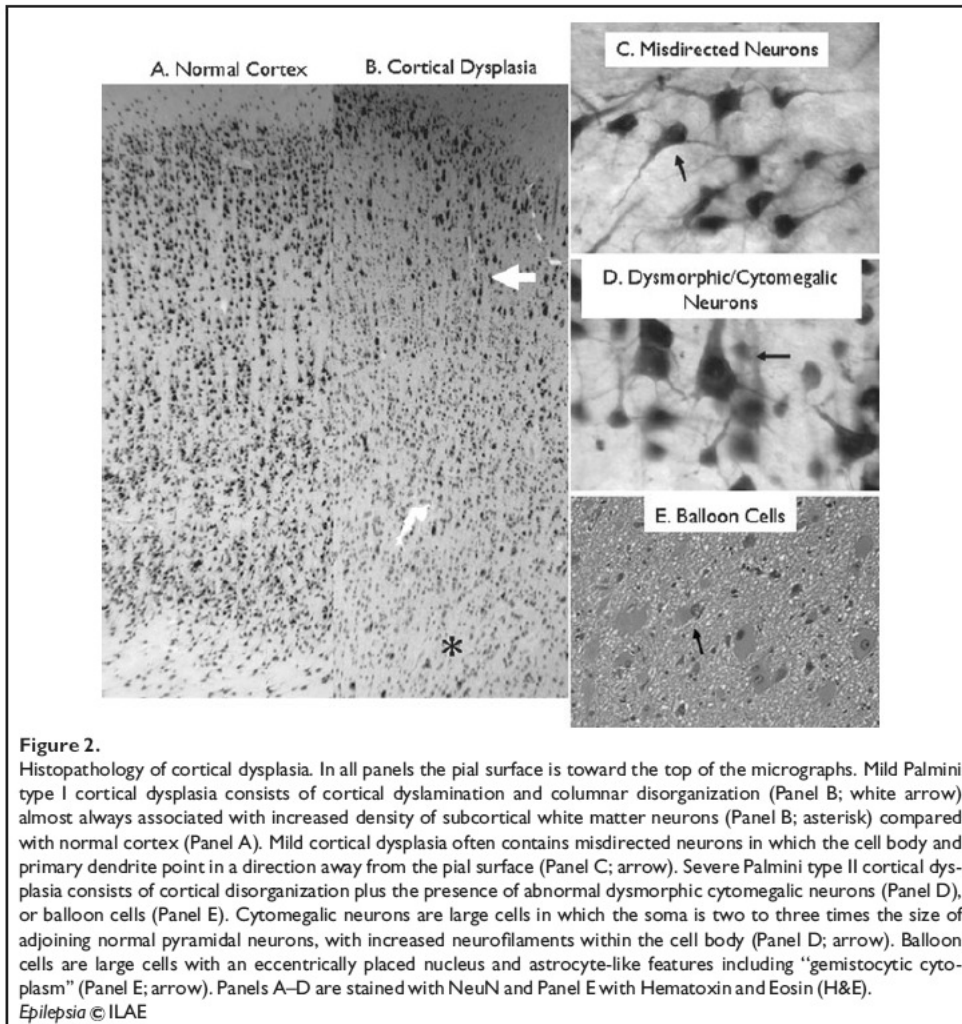 A. Normal Cortex
B. Cortical Dysplasia
C. Misdirected Neurons
D. Dysmorphic/Cytomegalic
Neurons
E. Balloon Cells
*
Figure 2.
Histopathology of cortical dysplasia. In all panels the pial surface is toward the top of the micrographs. Mild Palmini
type I cortical dysplasia consists of cortical dyslamination and columnar disorganization (Panel B; white arrow)
almost always associated with increased density of subcortical white matter neurons (Panel B; asterisk) compared
with normal cortex (Panel A). Mild cortical dysplasia often contains misdirected neurons in which the cell body and
primary dendrite point in a direction away from the pial surface (Panel C; arrow). Severe Palmini type II cortical dys-
plasia consists of cortical disorganization plus the presence of abnormal dysmorphic cytomegalic neurons (Panel D),
or balloon cells (Panel E). Cytomegalic neurons are large cells in which the soma is two to three times the size of
adjoining normal pyramidal neurons, with increased neurofilaments within the cell body (Panel D; arrow). Balloon
cells are large cells with an eccentrically placed nucleus and astrocyte-like features including “gemistocytic cyto-
plasm” (Panel E; arrow). Panels A–D are stained with NeuN and Panel E with Hematoxin and Eosin (H&E).
Epilepsia © ILAE